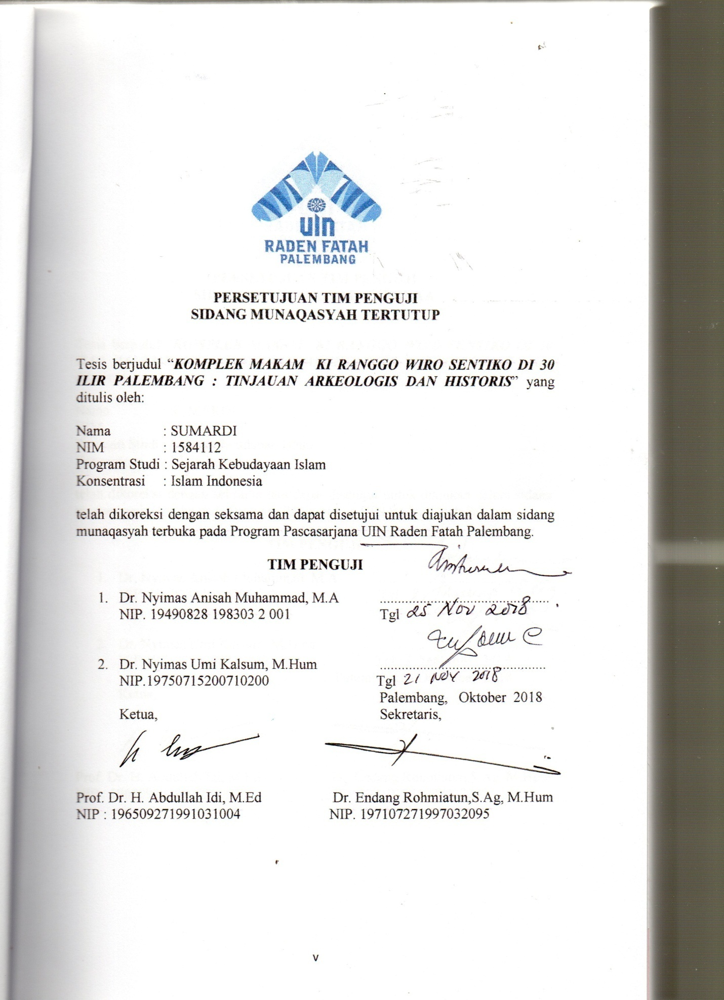 uin
RADEN FATAH
PALEMBANG
PERSETUJUAN TIM PENGUJI
SIDANG MUNAQASYAH TERTUTUP
Tesis berjudul “KOMPLEK MAKAM KI RANGGO WIRO SENTIKO DI 30
ILIR PALEMBANG : TINJAUAN ARKEOLOGIS DAN HISTORIS” yang
ditulis oleh:
Nama : SUMARDI
NIM : 1584112
Program Studi : Sejarah Kebudayaan Islam
Konsentrasi : Islam Indonesia
telah dikoreksi dengan seksama dan dapat disetujui untuk diajukan dalam sidang
munaqasyah terbuka pada Program Pascasarjana UIN Raden Fatah Palembang.
TIM PENGUJI
1. Dr. Nyimas Anisah Muhammad, M.A ................................................
NIP. 19490828 198303 2 001 Tgl 25 Nov 2018
2. Dr. Nyimas Umi Kalsum, M.Hum ................................................
NIP.19750715200710200 Tgl 21 Nov 2018
Palembang, Oktober 2018
Ketua, Sekretaris,
Prof. Dr. H. Abdullah Idi, M.Ed Dr. Endang Rohmiatun,S.Ag, M.Hum
NIP : 196509271991031004 NIP. 197107271997032095
v